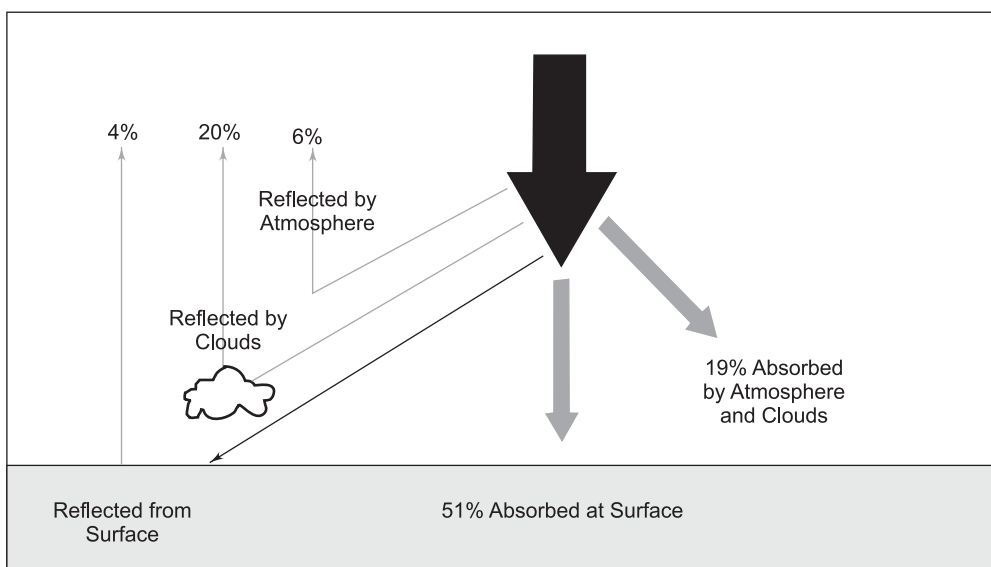 4%
20%
6%
Reflected by
Atmosphere
Reflected by
Clouds
19% Absorbed
by Atmosphere
and Clouds
Reflected from
Surface
51% Absorbed at Surface